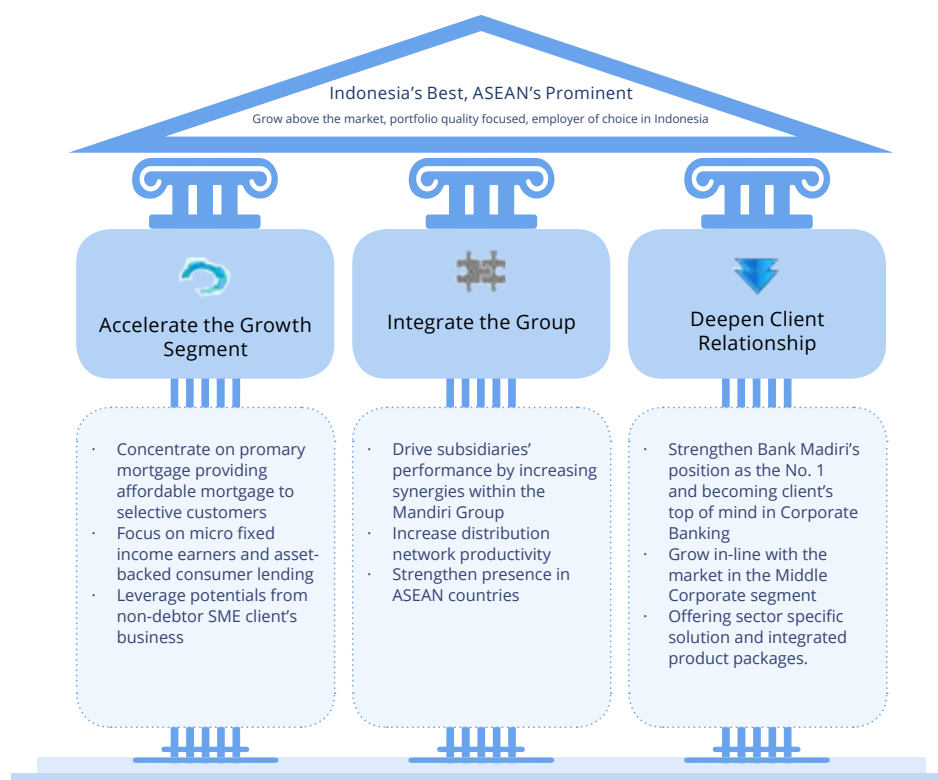 Indonesia’s Best, ASEAN’s Prominent
Grow above the market, portfolio quality focused, employer of choice in Indonesia
Accelerate the Growth
Segment
· Concentrate on primary
mortgage providing
affordable mortgage to
selective customers
· Focus on micro fixed
income earners and asset-
backed consumer lending
· Leverage potentials from
non-debtor SME client’s
business
Integrate the Group
· Drive subsidiaries’
performance by increasing
synergies within the
Mandiri Group
· Increase distribution
network productivity
· Strengthen presence in
ASEAN countries
Deepen Client
Relationship
· Strengthen Bank Madiri’s
position as the No. 1
and becoming client’s
top of mind in Corporate
Banking
· Grow in-line with the
market in the Middle
Corporate segment
· Offering sector specific
solution and integrated
product packages.